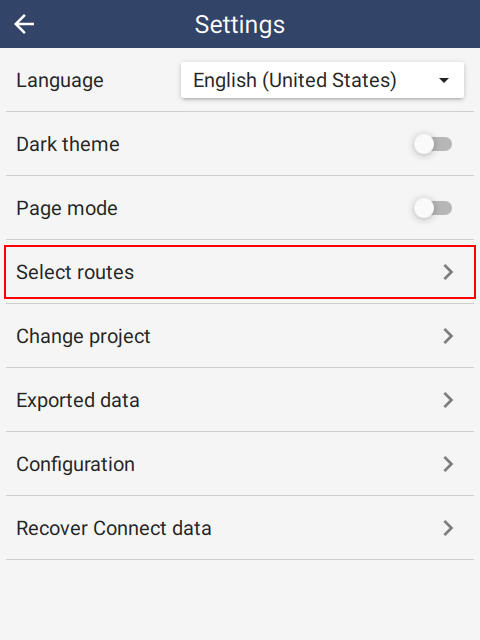 Settings
Language English (United States)
Dark theme
Page mode
Select routes
Change project
Exported data
Configuration
Recover Connect data